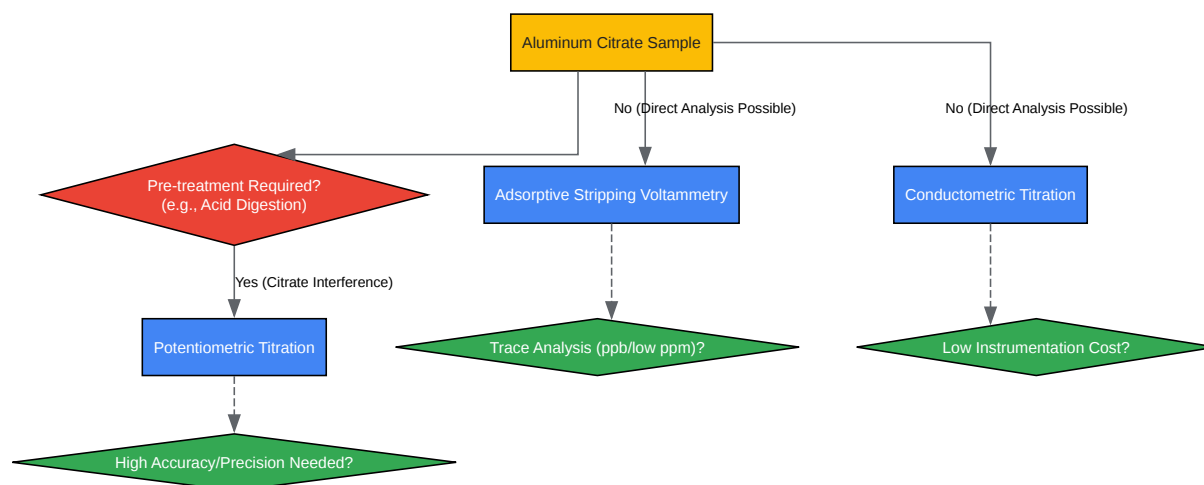 Aluminum Citrate Sample
No (Direct Analysis Possible)
No (Direct Analysis Possible)
Pre-treatment Required?
(e.g., Acid Digestion)
Adsorptive Stripping Voltammetry
Conductometric Titration
Yes (Citrate Interference)
Potentiometric Titration
Trace Analysis (ppb/low ppm)?
Low Instrumentation Cost?
High Accuracy/Precision Needed?